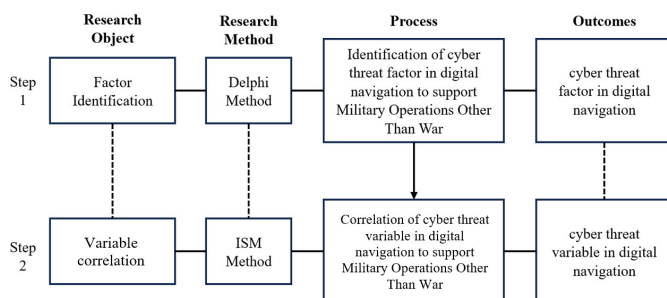 Research
Object
Research
Method
Process
Outcomes
Step
1
Factor
Identification
Delphi
Method
Identification of cyber
threat factor in digital
navigation to support
Military Operations Other
Than War
cyber threat
factor in digital
navigation
Step
2
Variable
correlation
ISM
Method
Correlation of cyber threat
variable in digital
navigation to support
Military Operations Other
Than War
cyber threat
variable in digital
navigation